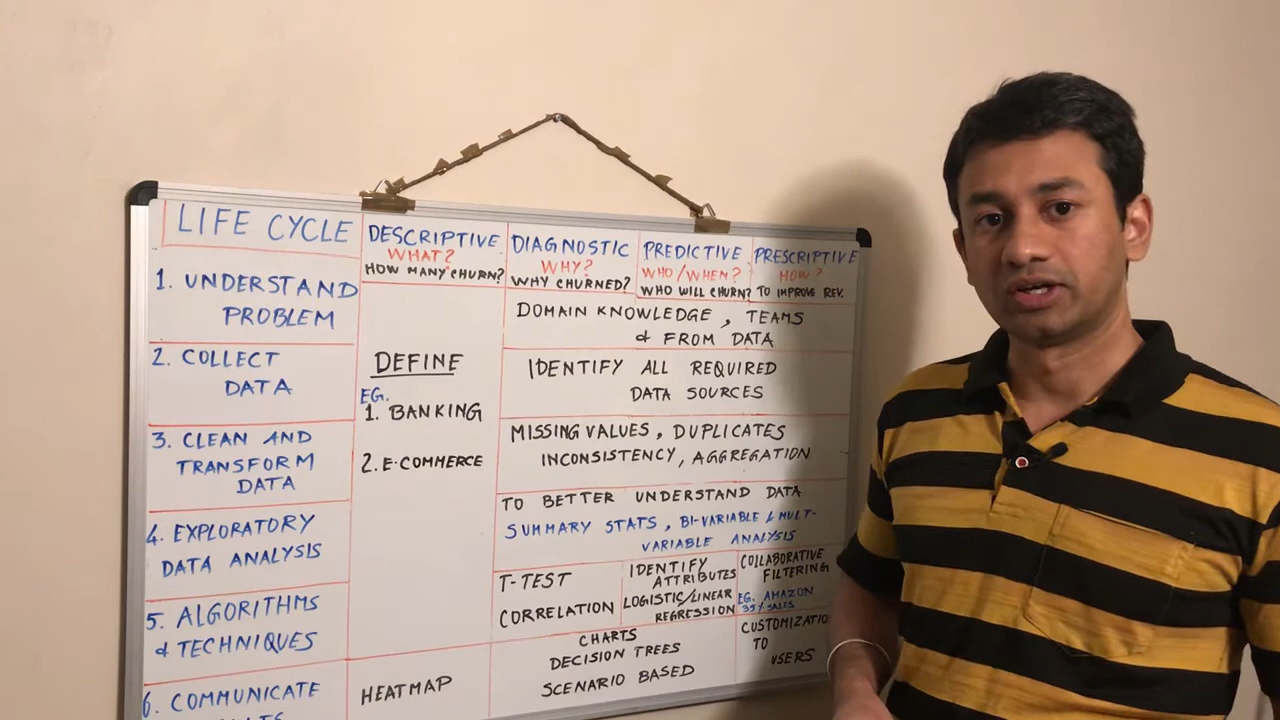 LIFE CYCLE
DESCRIPTIVE
WHAT?
HOW MANY CHURN?
DIAGNOSTIC
WHY?
WHY CHURNED?
PREDICTIVE
WHO/WHEN?
WHO WILL CHURN?
PRESCRIPTIVE
HOW?
TO IMPROVE REV.
1. UNDERSTAND
PROBLEM
DOMAIN KNOWLEDGE, TEAMS
& FROM DATA
2. COLLECT
DATA
DEFINE
EG.
1. BANKING
2. E-COMMERCE
IDENTIFY ALL REQUIRED
DATA SOURCES
3. CLEAN AND
TRANSFORM
DATA
MISSING VALUES, DUPLICATES
INCONSISTENCY, AGGREGATION
4. EXPLORATORY
DATA ANALYSIS
TO BETTER UNDERSTAND DATA
SUMMARY STATS, BI-VARIABLE & MULT-
VARIABLE ANALYSIS
5. ALGORITHMS
& TECHNIQUES
T-TEST
CORRELATION
IDENTIFY
ATTRIBUTES
LOGISTIC/LINEAR
REGRESSION
COLLABORATIVE
FILTERING
EG. AMAZON
35% SALES
6. COMMUNICATE
HEATMAP
CHARTS
DECISION TREES
SCENARIO BASED
CUSTOMIZATIO
TO
USERS